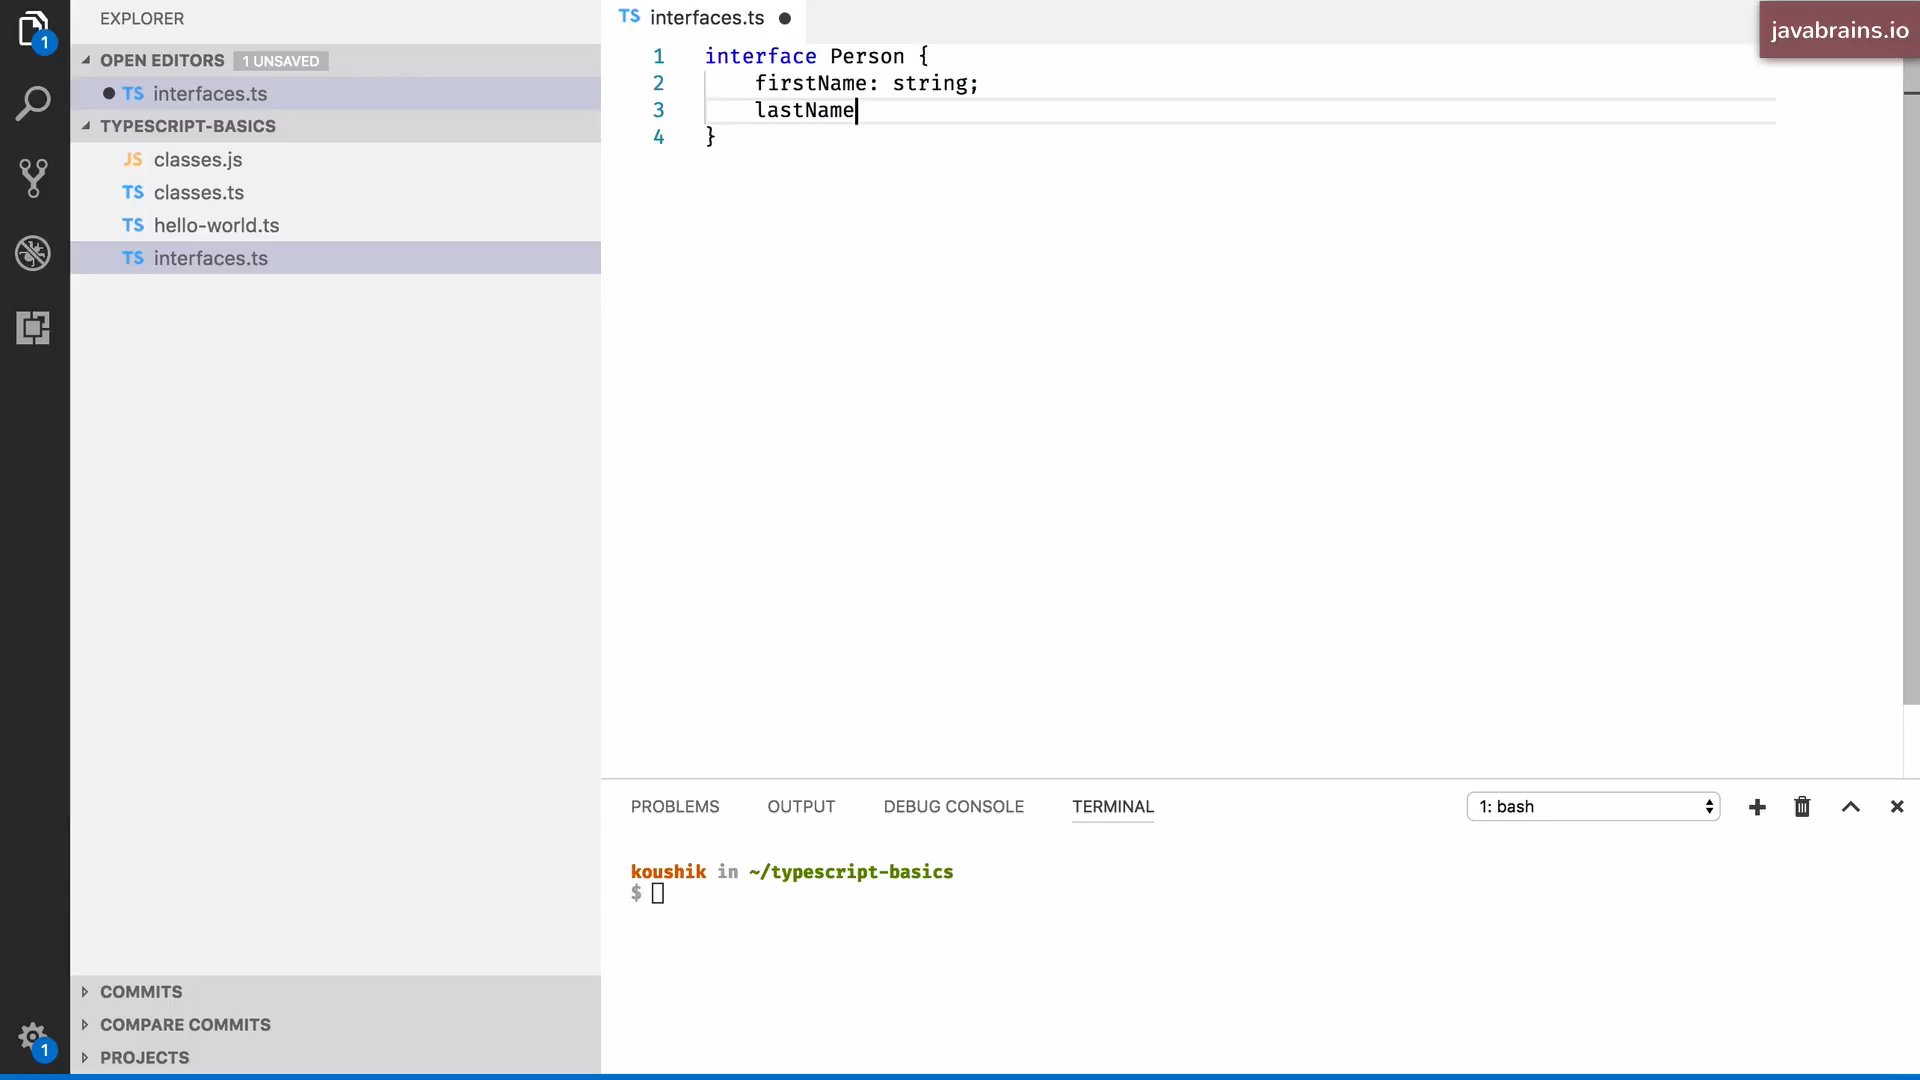 EXPLORER
OPEN EDITORS 1 UNSAVED
TS interfaces.ts
TYPESCRIPT-BASICS
JS classes.js
TS classes.ts
TS hello-world.ts
TS interfaces.ts
COMMITS
COMPARE COMMITS
PROJECTS
1
1
TS interfaces.ts
javabrains.io
1 interface Person {
2 firstName: string;
3 lastName
4 }
PROBLEMS OUTPUT DEBUG CONSOLE TERMINAL 1: bash
koushik in ~/typescript-basics
$